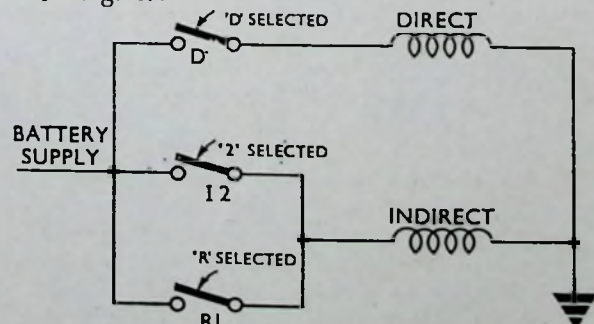 'D' SELECTED
DIRECT
D
BATTERY
SUPPLY
'2' SELECTED
I 2
INDIRECT
'R' SELECTED
R1